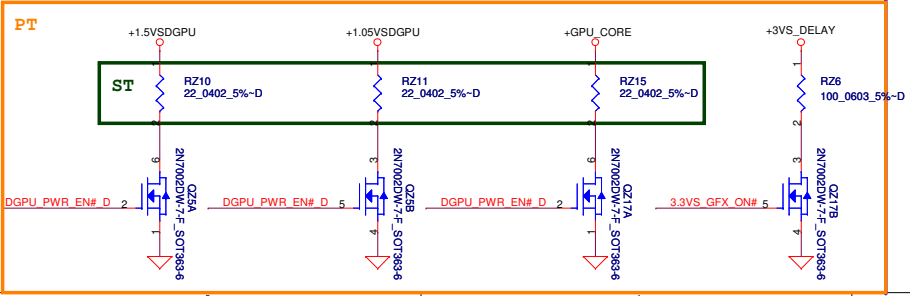 PT
+1.5VSDGPU
+1.05VSDGPU
+GPU_CORE
+3VS_DELAY
1
1
1
1
ST
RZ10
22_0402_5%~D
RZ11
22_0402_5%~D
RZ15
22_0402_5%~D
RZ6
100_0603_5%~D
2
2
2
2
6
3
6
3
DGPU_PWR_EN#_D
2
QZ5A
2N7002DW-7-F_SOT363-6
DGPU_PWR_EN#_D
5
QZ5B
2N7002DW-7-F_SOT363-6
DGPU_PWR_EN#_D
2
QZ17A
2N7002DW-7-F_SOT363-6
3.3VS_GFX_ON#
5
QZ17B
2N7002DW-7-F_SOT363-6
1
4
1
4